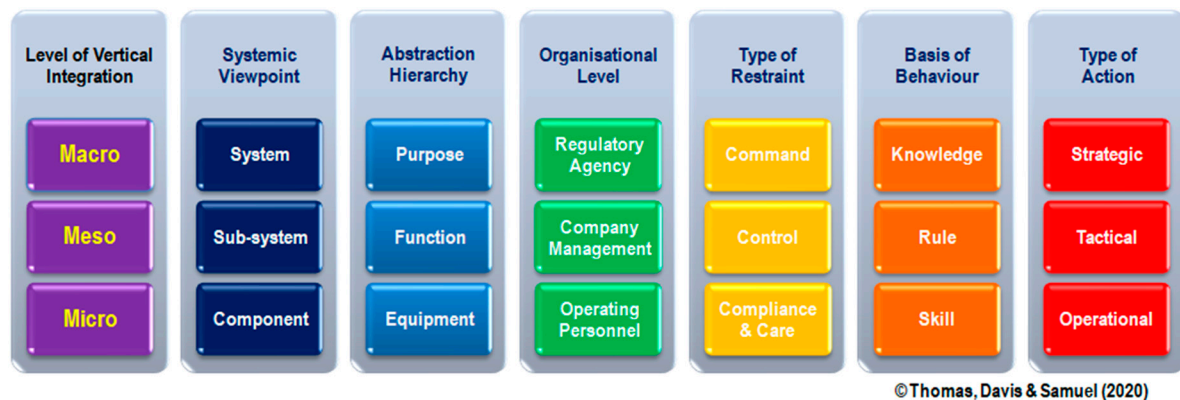 Level of Vertical
Integration
Systemic
Viewpoint
Abstraction
Hierarchy
Organisational
Level
Type of
Restraint
Basis of
Behaviour
Type of
Action
Macro
System
Purpose
Regulatory
Agency
Command
Knowledge
Strategic
Meso
Sub-system
Function
Company
Management
Control
Rule
Tactical
Micro
Component
Equipment
Operating
Personnel
Compliance
& Care
Skill
Operational
©Thomas, Davis & Samuel (2020)